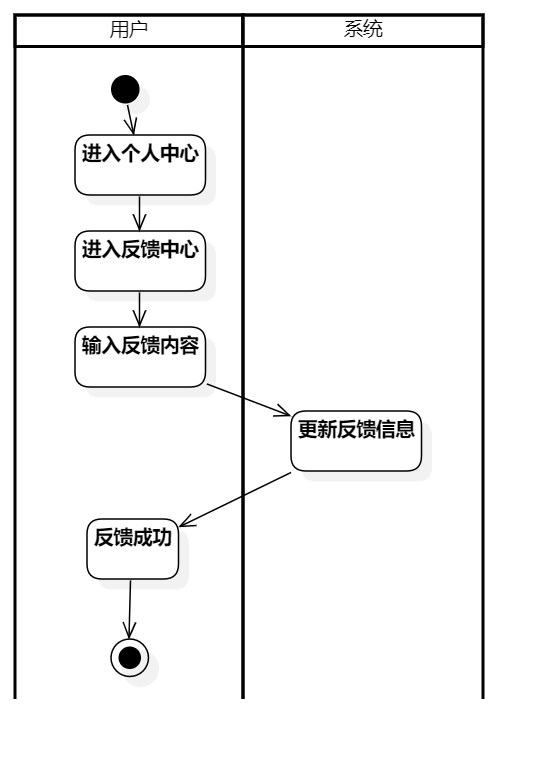 用户
系统
进入个人中心
进入反馈中心
输入反馈内容
更新反馈信息
反馈成功